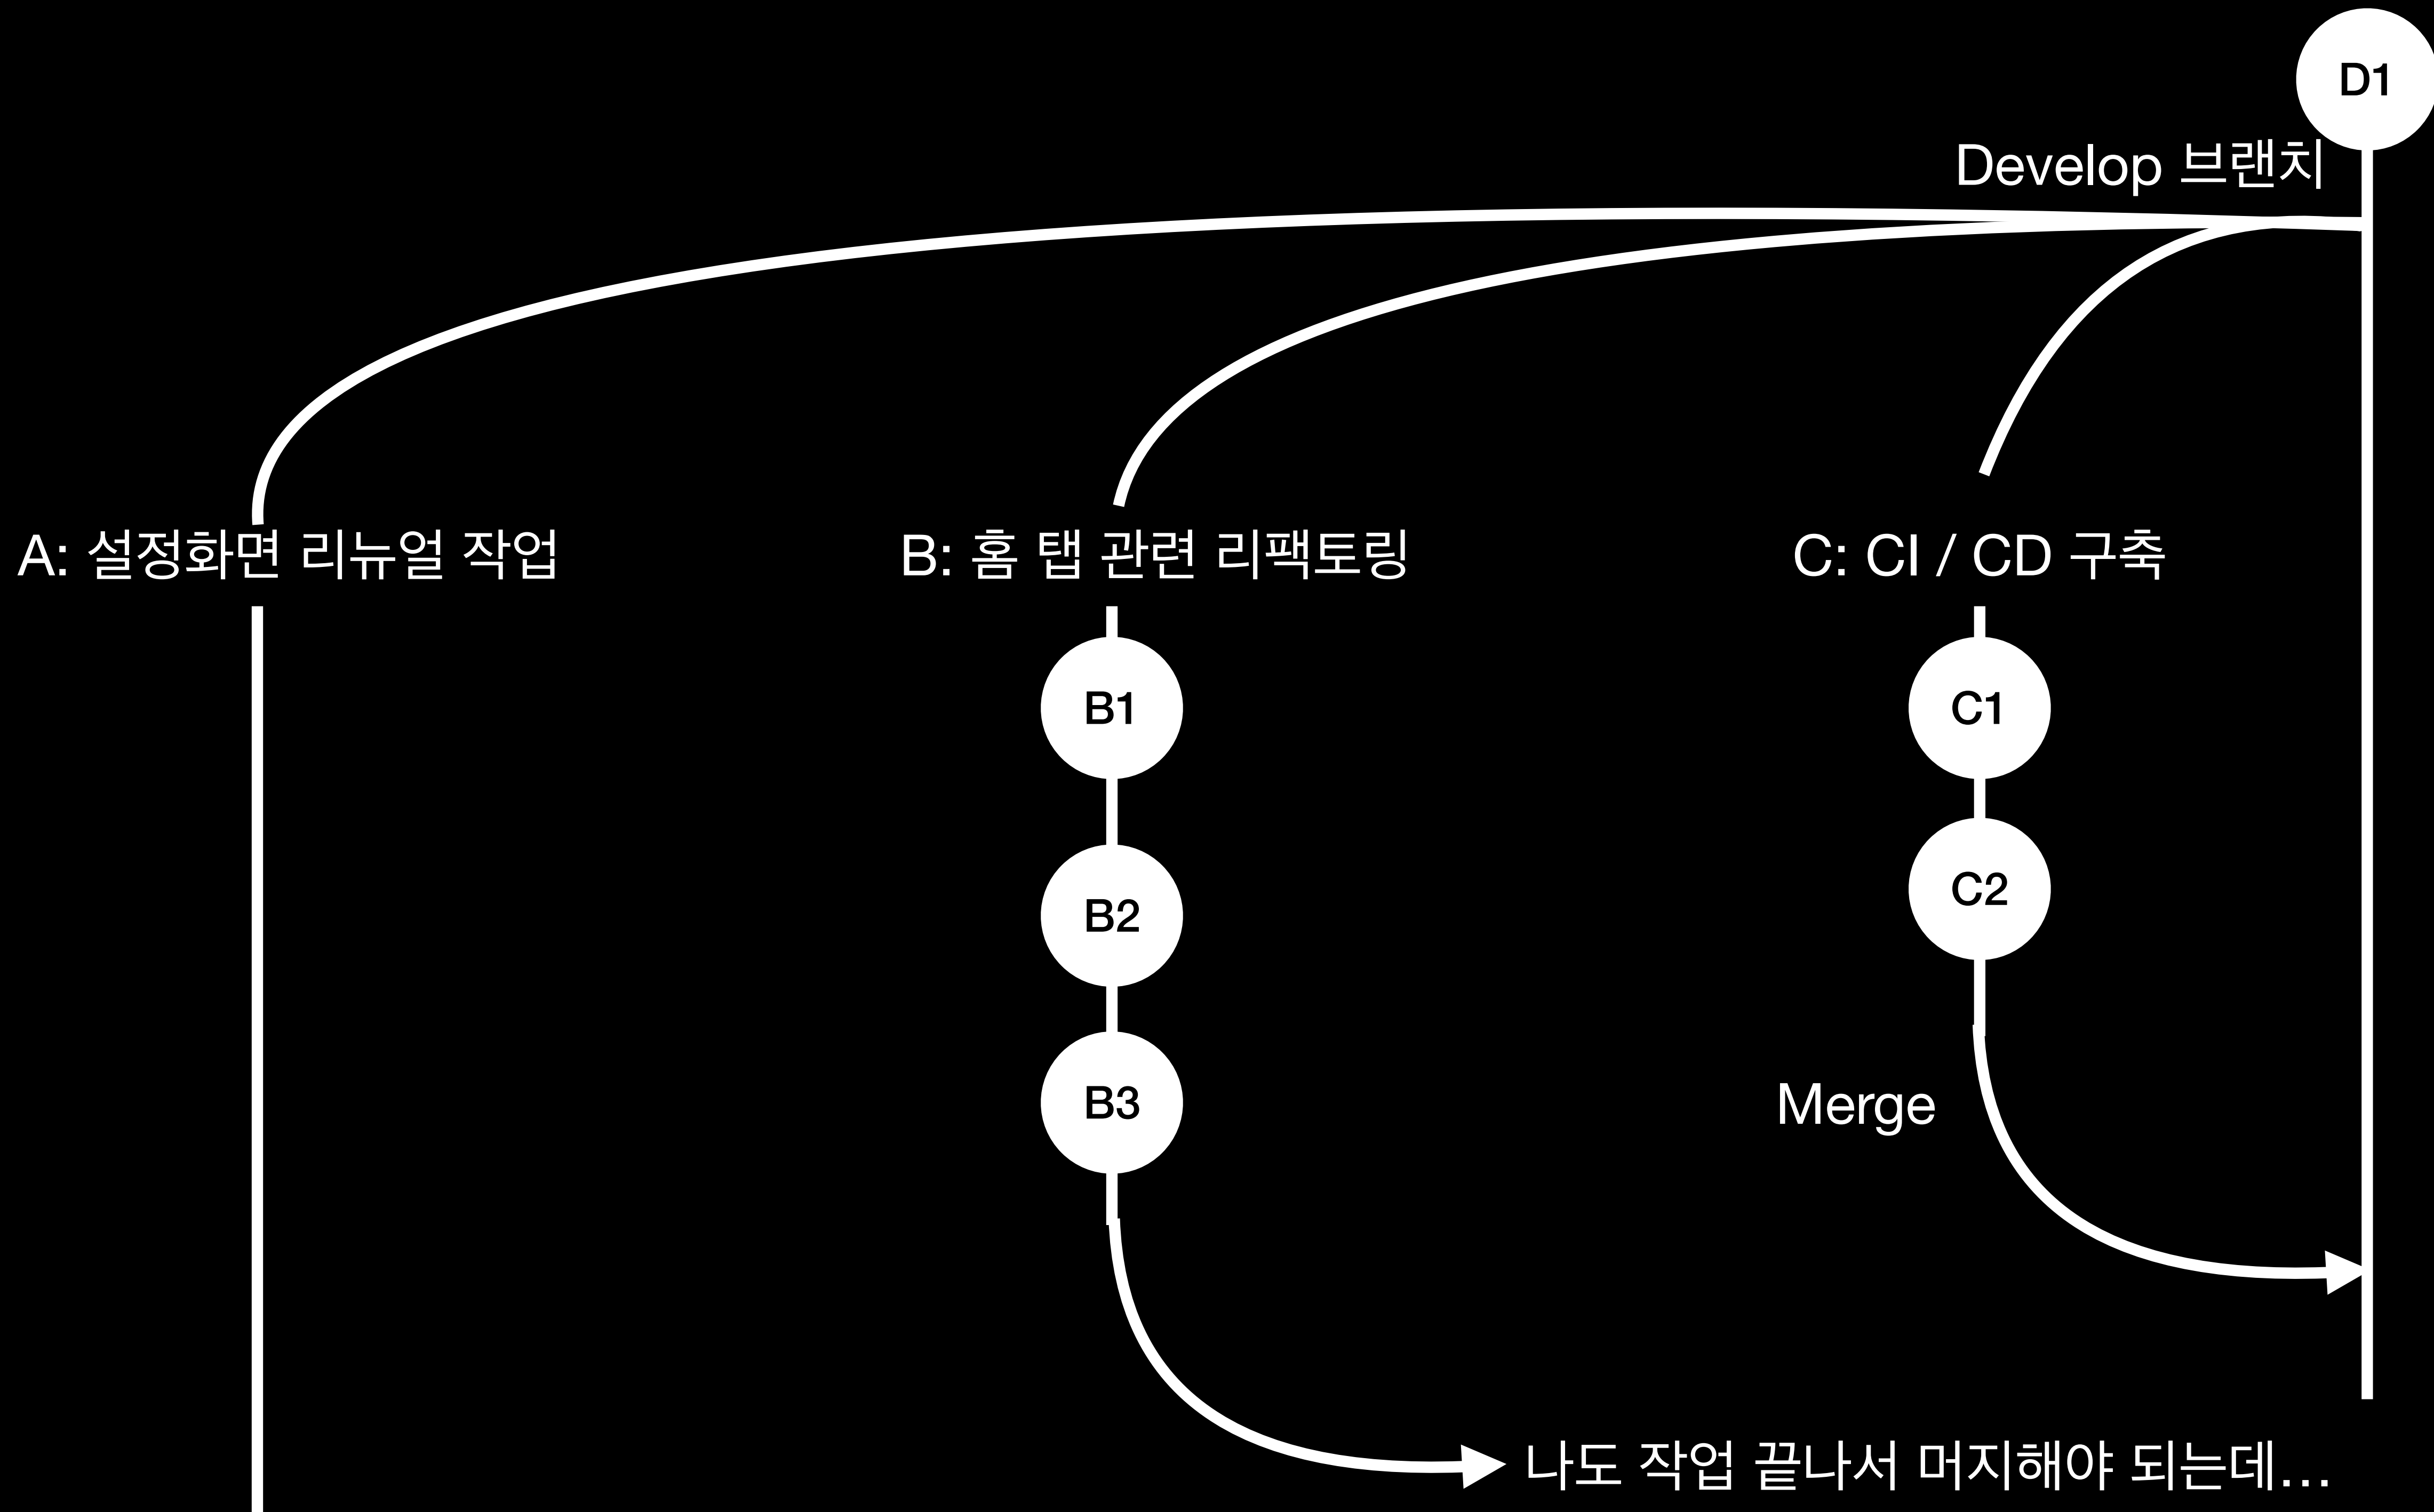 D1
Develop 브랜치
A: 설정화면 리뉴얼 작업
B: 홈 탭 관련 리팩토링
C: CI / CD 구축
B1
C1
C2
B2
B3
Merge
나도 작업 끝나서 머지해야 되는데...